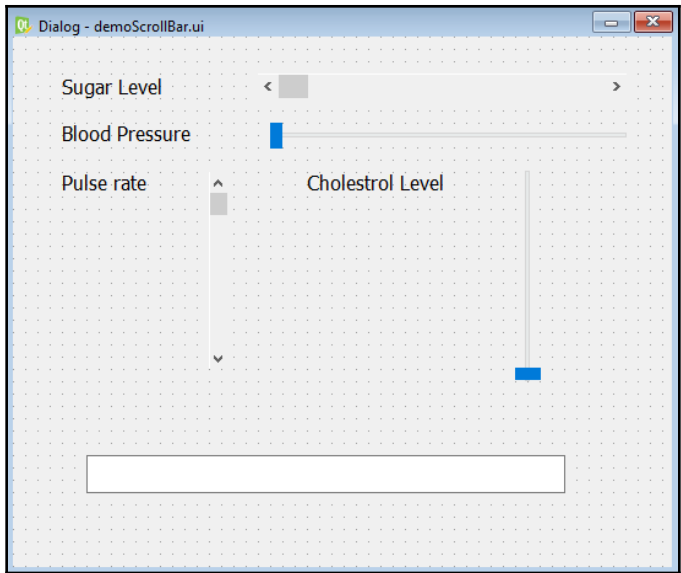 Dialog - demoScrollBar.ui
Sugar Level
Blood Pressure
Pulse rate
Cholestrol Level